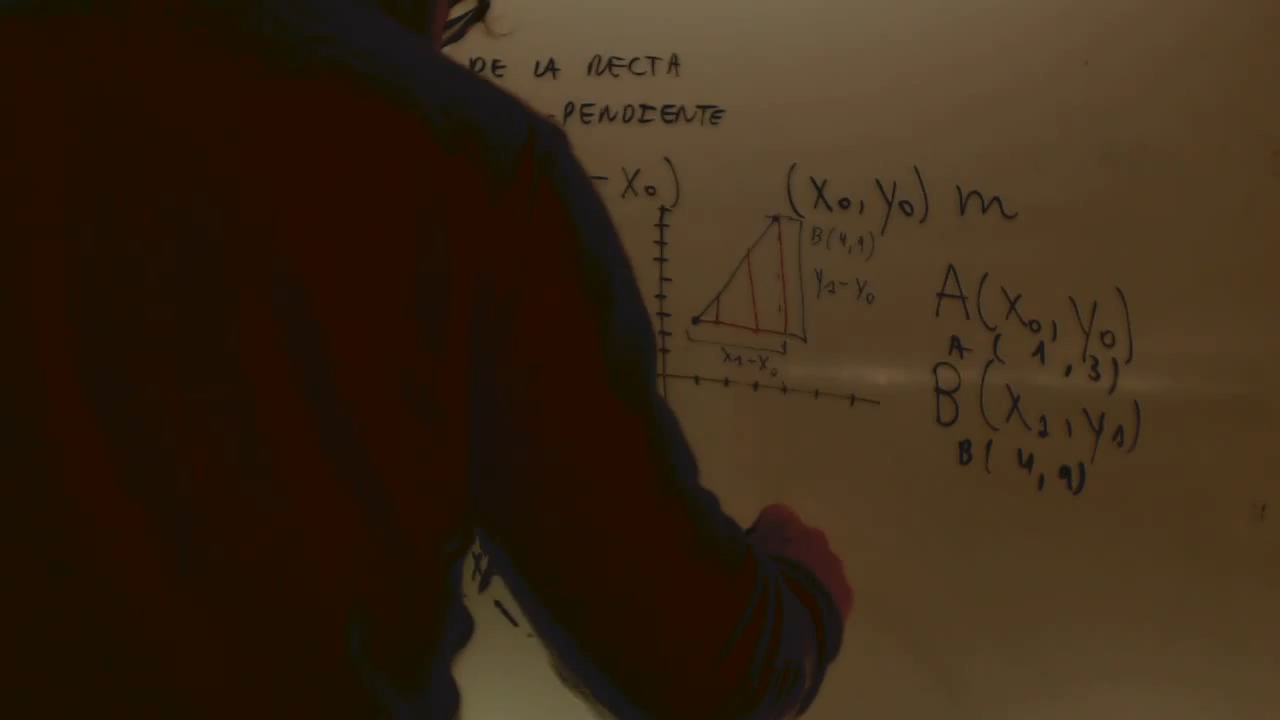 DE LA RECTA
-PENDIENTE
- X₀)
(X₀, y₀) m
B(4,9)
y₁-y₀
A(X₀, y₀)
A ( 1 , 3)
x₁-x₀
B (X₁, y₁)
B( 4, 9)